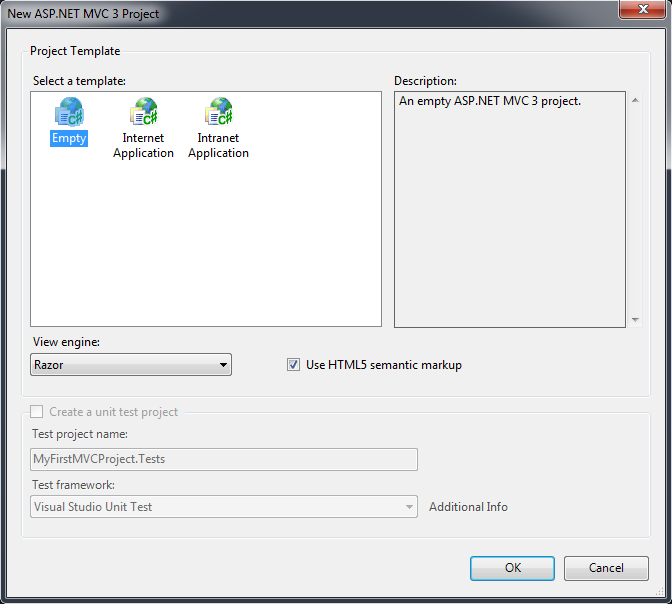 New ASP.NET MVC 3 Project
Project Template
Select a template:
Description:
Empty
Internet
Application
Intranet
Application
An empty ASP.NET MVC 3 project.
View engine:
Razor
Use HTML5 semantic markup
Create a unit test project
Test project name:
MyFirstMVCProject.Tests
Test framework:
Visual Studio Unit Test
Additional Info
OK
Cancel